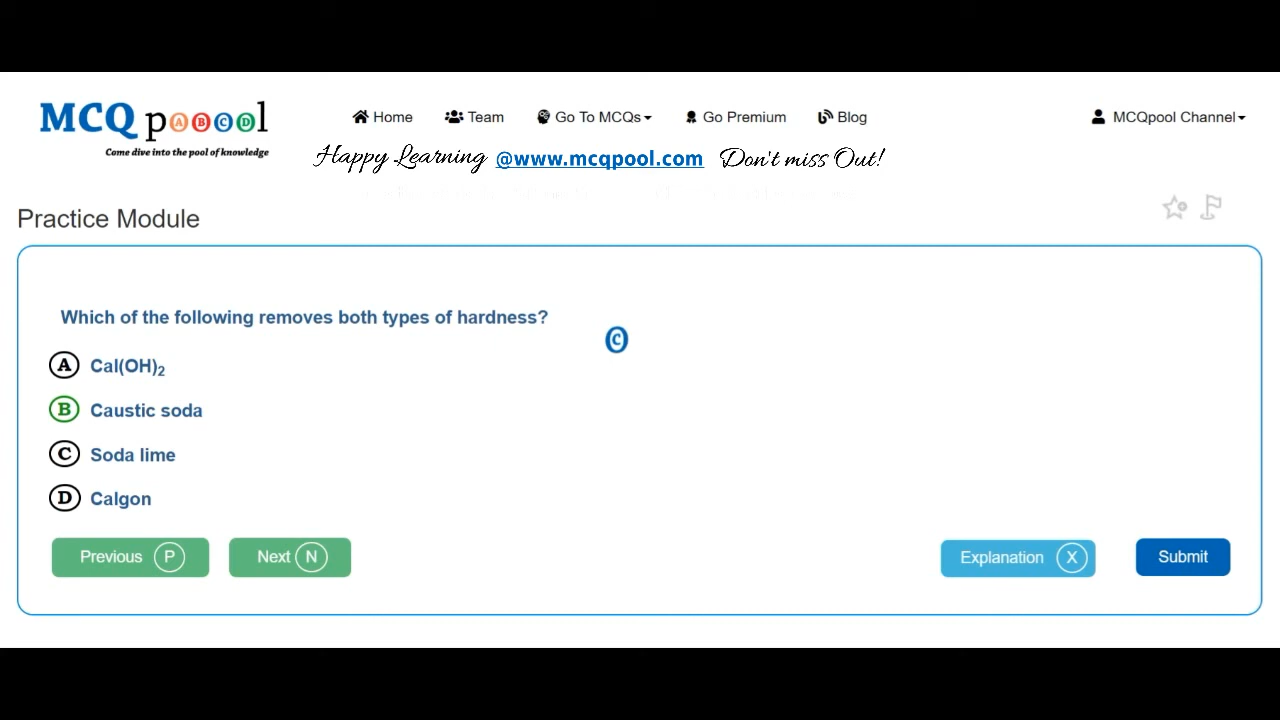 MCQ pABCDl
Come dive into the pool of knowledge
Home Team Go To MCQs Go Premium Blog MCQpool Channel
Happy Learning @www.mcqpool.com Don't miss Out!
Practice Module
Which of the following removes both types of hardness?
C
A Cal(OH)₂
B Caustic soda
C Soda lime
D Calgon
Previous P Next N Explanation X Submit